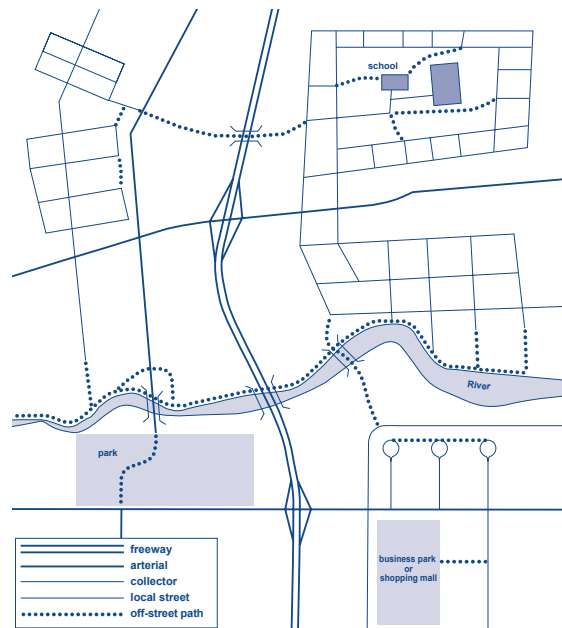 school
River
park
business park
or
shopping mall
freeway
arterial
collector
local street
off-street path